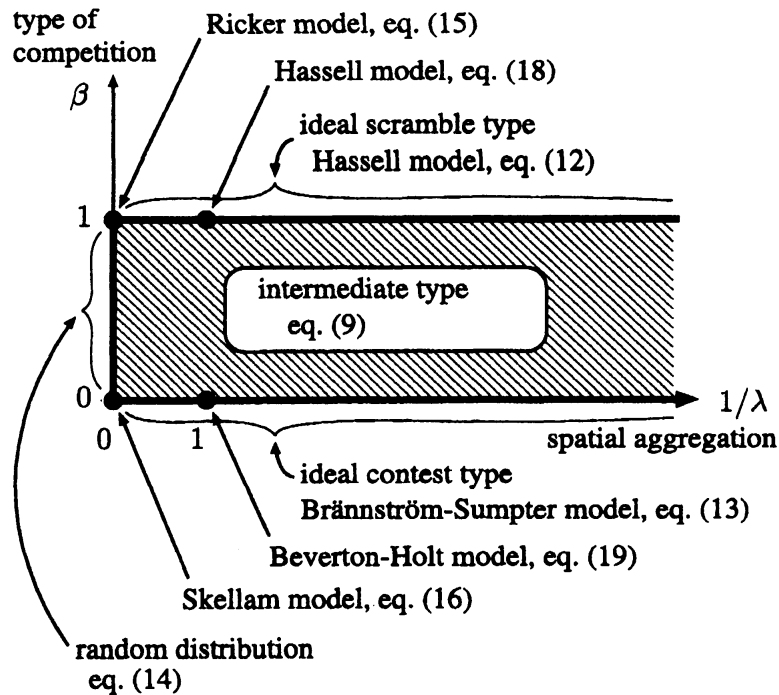 type of
competition
β
Ricker model, eq. (15)
Hassell model, eq. (18)
ideal scramble type
Hassell model, eq. (12)
1
intermediate type
eq. (9)
0
0
1
1/λ
spatial aggregation
ideal contest type
Brännström-Sumpter model, eq. (13)
Beverton-Holt model, eq. (19)
Skellam model, eq. (16)
random distribution
eq. (14)